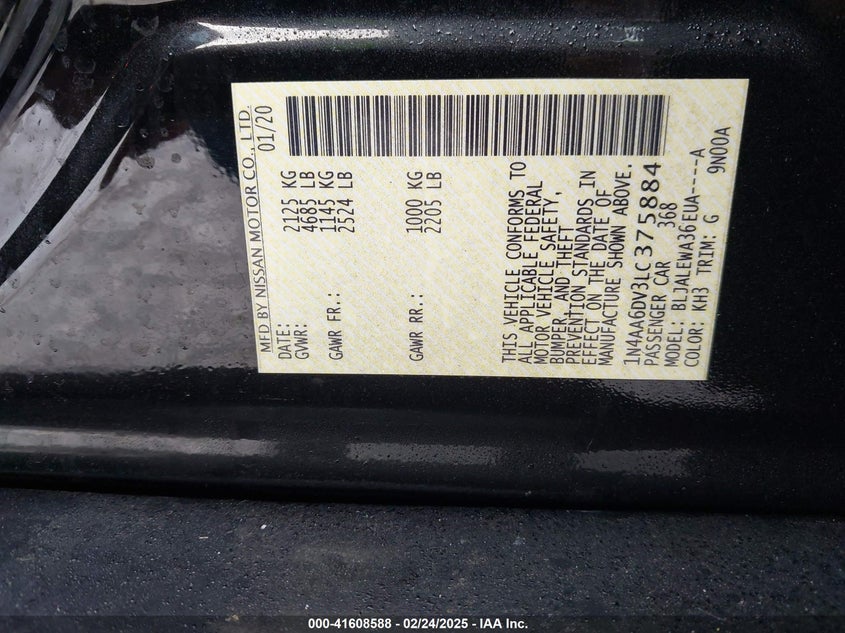 MFD BY NISSAN MOTOR CO., LTD.
DATE: 01/20
GVWR: 2125 KG
4685 LB
GAWR FR.: 1145 KG
2524 LB
GAWR RR.: 1000 KG
2205 LB
THIS VEHICLE CONFORMS TO
ALL APPLICABLE FEDERAL
MOTOR VEHICLE SAFETY,
BUMPER, AND THEFT
PREVENTION STANDARDS IN
EFFECT ON THE DATE OF
MANUFACTURE SHOWN ABOVE.
1N4AA6DV3LC375884
PASSENGER CAR 368
MODEL: BLJALEWA36EUA-----A
COLOR: KH3 TRIM: G 9N00A
000-41608588 - 02/24/2025 - IAA Inc.